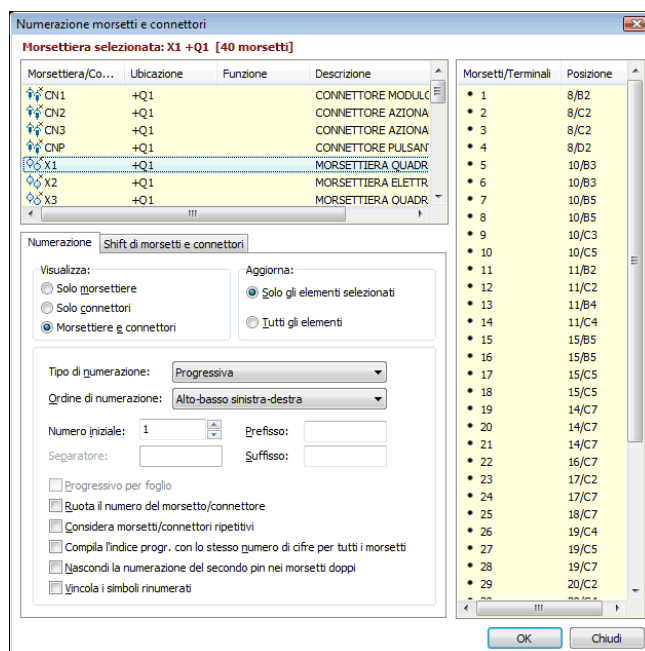 Numerazione morsetti e connettori
Morsettiera selezionata: X1 +Q1 [40 morsetti]
Morsettiera/Co... Ubicazione Funzione Descrizione
CN1 +Q1 CONNETTORE MODULO
CN2 +Q1 CONNETTORE AZIONA
CN3 +Q1 CONNETTORE AZIONA
CNP +Q1 CONNETTORE PULSANT
X1 +Q1 MORSETTIERA QUADR
X2 +Q1 MORSETTIERA ELETTR
X3 +Q1 MORSETTIERA QUADR
Numerazione Shift di morsetti e connettori
Visualizza:
Solo morsettiere
Solo connettori
Morsettiere e connettori
Aggiorna:
Solo gli elementi selezionati
Tutti gli elementi
Tipo di numerazione: Progressiva
Ordine di numerazione: Alto-basso sinistra-destra
Numero iniziale: 1 Prefisso:
Separatore: Suffisso:
Progressivo per foglio
Ruota il numero del morsetto/connettore
Considera morsetti/connettori ripetitivi
Compila l'indice progr. con lo stesso numero di cifre per tutti i morsetti
Nascondi la numerazione del secondo pin nei morsetti doppi
Vincola i simboli rinumerati
Morsetti/Terminali Posizione
1 8/B2
2 8/C2
3 8/C2
4 8/D2
5 10/B3
6 10/B3
7 10/B5
8 10/B5
9 10/C3
10 10/C5
11 11/B2
12 11/C2
13 11/B4
14 11/C4
15 15/B5
16 15/B5
17 15/C5
18 15/C5
19 14/C7
20 14/C7
21 14/C7
22 16/C7
23 17/C2
24 17/C7
25 18/C7
26 19/C4
27 19/C5
28 19/C7
29 20/C2
OK Chiudi